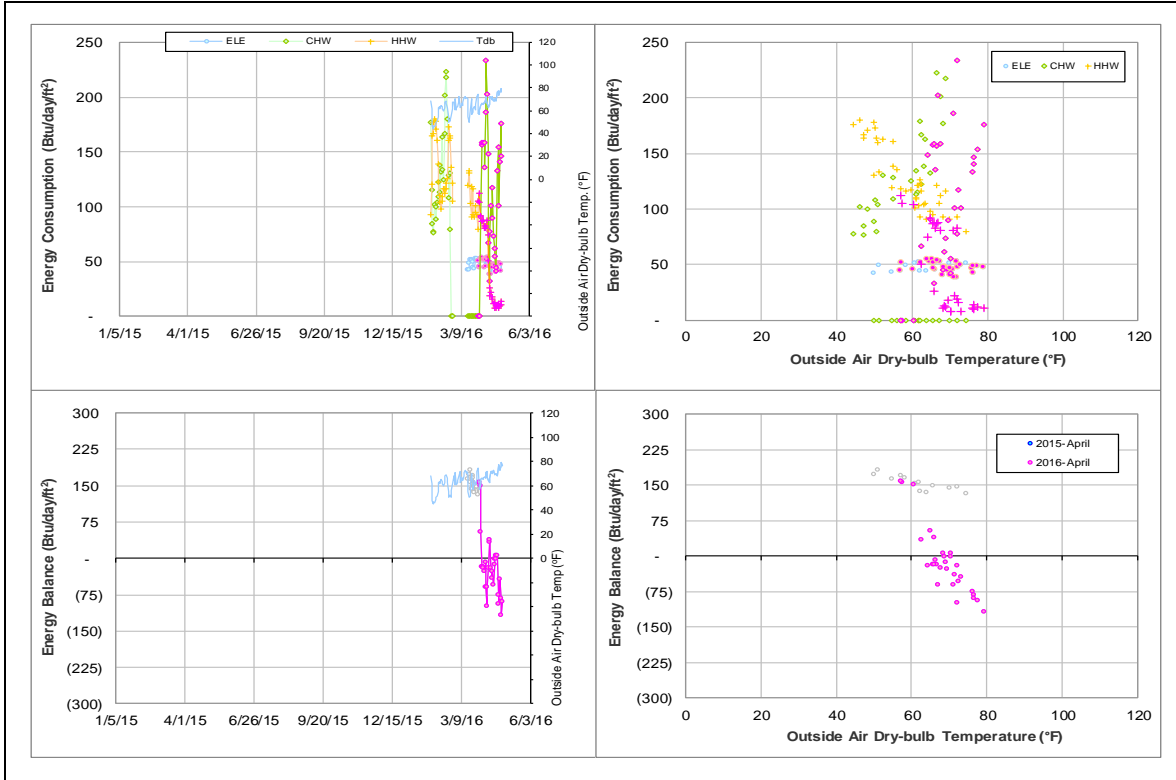 ELE CHW HHW Tdb
Energy Consumption (Btu/day/ft²)
250
200
150
100
50
-
120
100
80
60
40
20
0
Outside Air Dry-bulb Temp. (°F)
1/5/15 4/1/15 6/26/15 9/20/15 12/15/15 3/9/16 6/3/16
ELE CHW HHW
Energy Consumption (Btu/day/ft²)
250
200
150
100
50
-
0 20 40 60 80 100 120
Outside Air Dry-bulb Temperature (°F)
Energy Balance (Btu/day/ft²)
300
225
150
75
-
(75)
(150)
(225)
(300)
120
100
80
60
40
20
0
Outside Air Dry-bulb Temp (°F)
1/5/15 4/1/15 6/26/15 9/20/15 12/15/15 3/9/16 6/3/16
2015-April
2016-April
Energy Balance (Btu/day/ft²)
300
225
150
75
-
(75)
(150)
(225)
(300)
0 20 40 60 80 100 120
Outside Air Dry-bulb Temperature (°F)